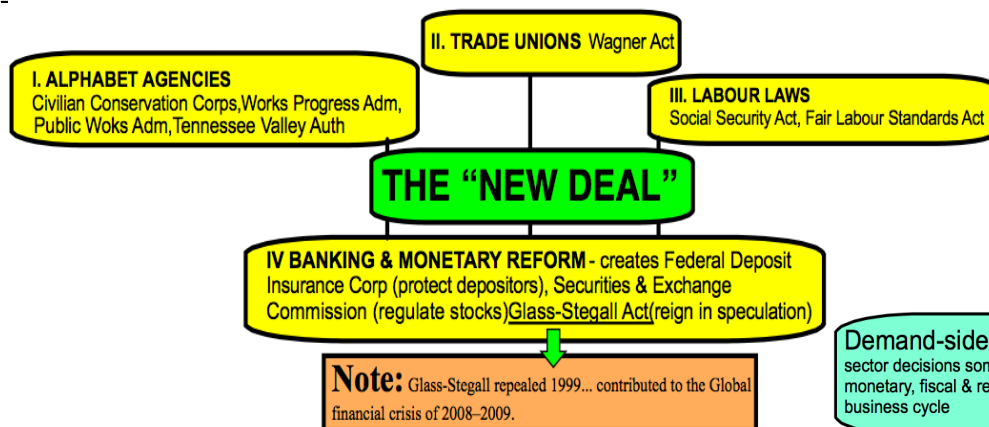 II. TRADE UNIONS Wagner Act
I. ALPHABET AGENCIES
Civilian Conservation Corps,Works Progress Adm,
Public Woks Adm,Tennessee Valley Auth
III. LABOUR LAWS
Social Security Act, Fair Labour Standards Act
THE “NEW DEAL”
IV BANKING & MONETARY REFORM - creates Federal Deposit
Insurance Corp (protect depositors), Securities & Exchange
Commission (regulate stocks)Glass-Stegall Act(reign in speculation)
Note: Glass-Stegall repealed 1999... contributed to the Global
financial crisis of 2008–2009.
Demand-side
sector decisions
monetary, fiscal &
business cycle